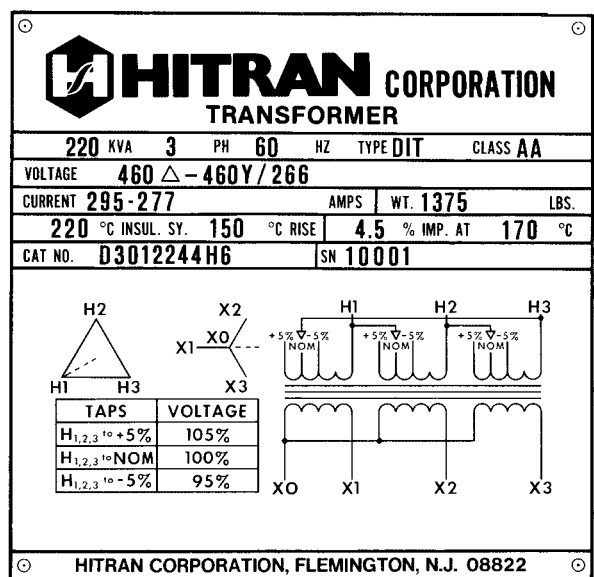 HITRAN CORPORATION
TRANSFORMER
220 KVA 3 PH 60 HZ TYPE DIT CLASS AA
VOLTAGE 460 △ – 460Y / 266
CURRENT 295-277 AMPS WT. 1375 LBS.
220 °C INSUL. SY. 150 °C RISE 4.5 % IMP. AT 170 °C
CAT NO. D3012244H6 SN 10001
H2
H1 H3
X2
X1 X0
X3
H1 H2 H3
+5% -5% +5% -5% +5% -5%
NOM NOM NOM
X0 X1 X2 X3
TAPS VOLTAGE
H1,2,3 to +5% 105%
H1,2,3 to NOM 100%
H1,2,3 to -5% 95%
HITRAN CORPORATION, FLEMINGTON, N.J. 08822